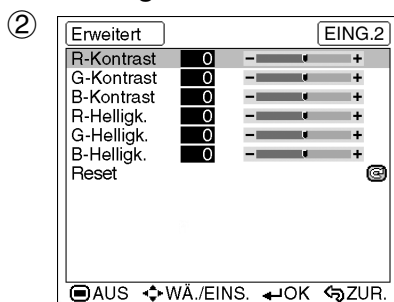 ②
Erweitert EING.2
R-Kontrast 0 - +
G-Kontrast 0 - +
B-Kontrast 0 - +
R-Helligk. 0 - +
G-Helligk. 0 - +
B-Helligk. 0 - +
Reset
AUS WÄ./EINS. OK ZUR.